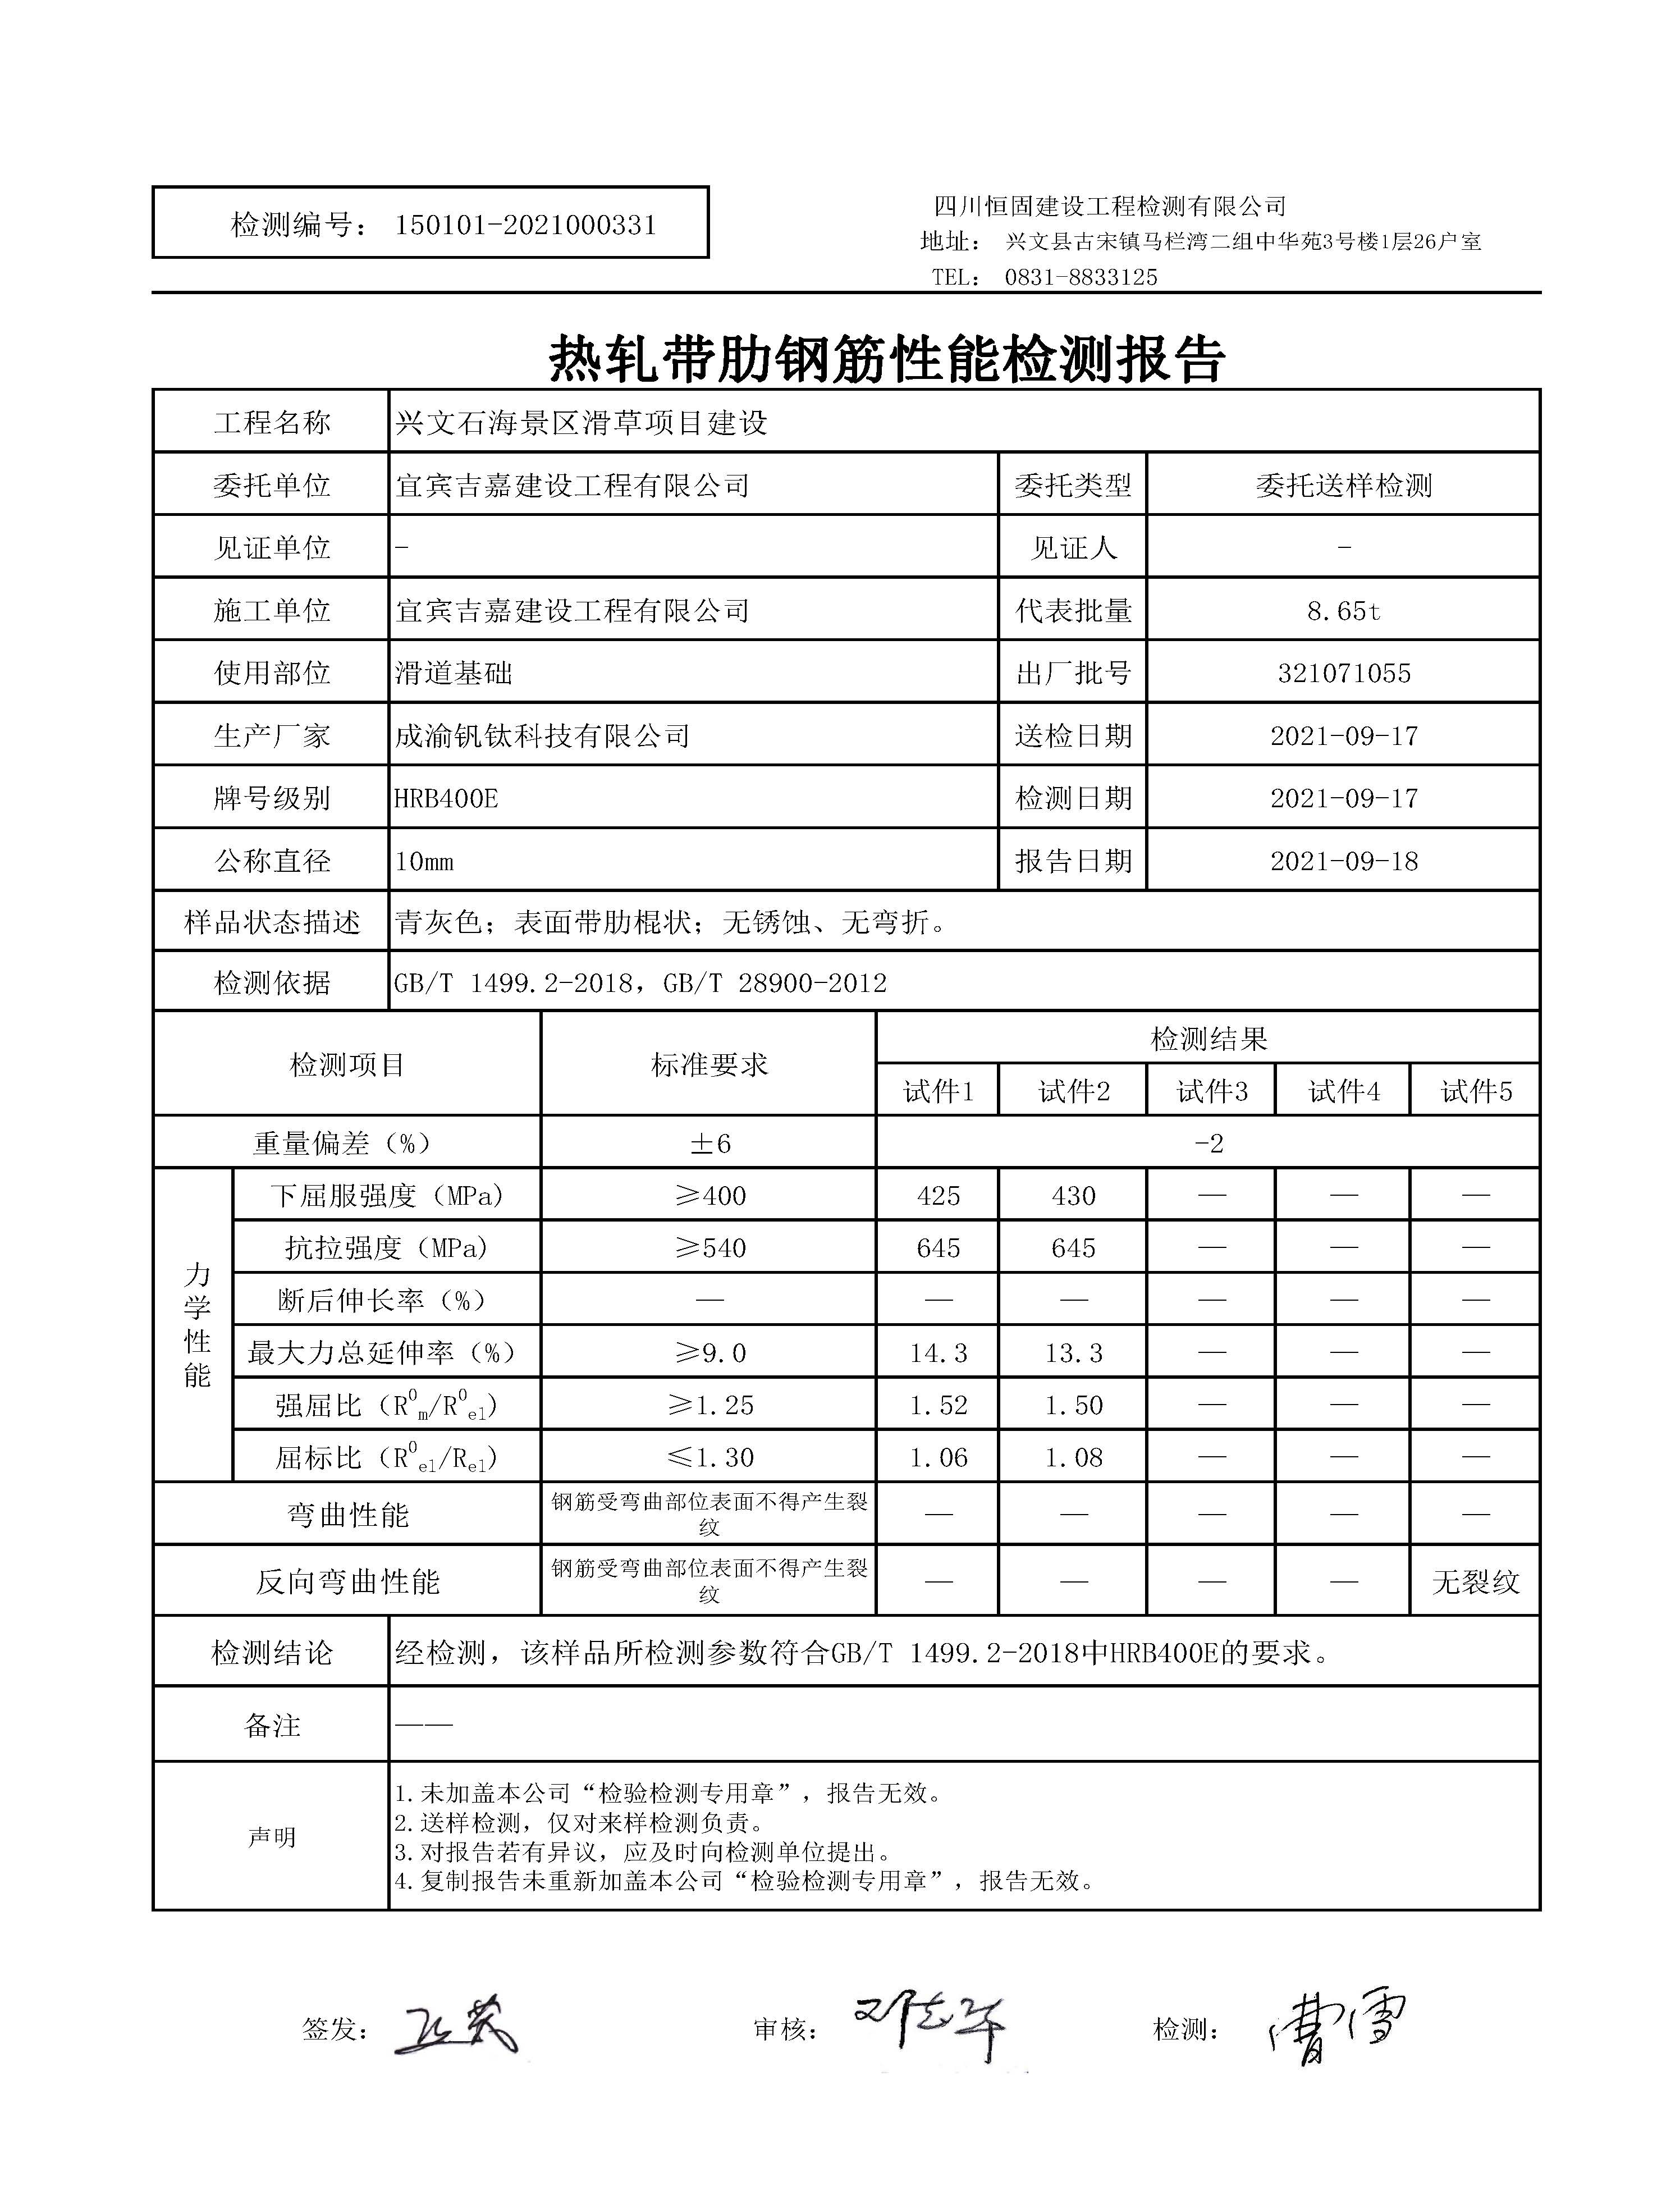 检测编号： 150101-2021000331
四川恒固建设工程检测有限公司
地址： 兴文县古宋镇马栏湾二组中华苑3号楼1层26户室
TEL： 0831-8833125
热轧带肋钢筋性能检测报告
工程名称 兴文石海景区滑草项目建设
委托单位 宜宾吉嘉建设工程有限公司 委托类型 委托送样检测
见证单位 - 见证人 -
施工单位 宜宾吉嘉建设工程有限公司 代表批量 8.65t
使用部位 滑道基础 出厂批号 321071055
生产厂家 成渝钒钛科技有限公司 送检日期 2021-09-17
牌号级别 HRB400E 检测日期 2021-09-17
公称直径 10mm 报告日期 2021-09-18
样品状态描述 青灰色；表面带肋棍状；无锈蚀、无弯折。
检测依据 GB/T 1499.2-2018，GB/T 28900-2012
检测项目 标准要求 检测结果
试件1 试件2 试件3 试件4 试件5
重量偏差（%） ±6 -2
力学性能
下屈服强度（MPa） ≥400 425 430 — — —
抗拉强度（MPa） ≥540 645 645 — — —
断后伸长率（%） — — — — — —
最大力总延伸率（%） ≥9.0 14.3 13.3 — — —
强屈比（R⁰m/R⁰el） ≥1.25 1.52 1.50 — — —
屈标比（R⁰el/Rel） ≤1.30 1.06 1.08 — — —
弯曲性能 钢筋受弯曲部位表面不得产生裂纹 — — — — —
反向弯曲性能 钢筋受弯曲部位表面不得产生裂纹 — — — — 无裂纹
检测结论 经检测，该样品所检测参数符合GB/T 1499.2-2018中HRB400E的要求。
备注 ——
声明
1.未加盖本公司“检验检测专用章”，报告无效。
2.送样检测，仅对来样检测负责。
3.对报告若有异议，应及时向检测单位提出。
4.复制报告未重新加盖本公司“检验检测专用章”，报告无效。
签发： 审核： 邓志华 检测： 曹雪